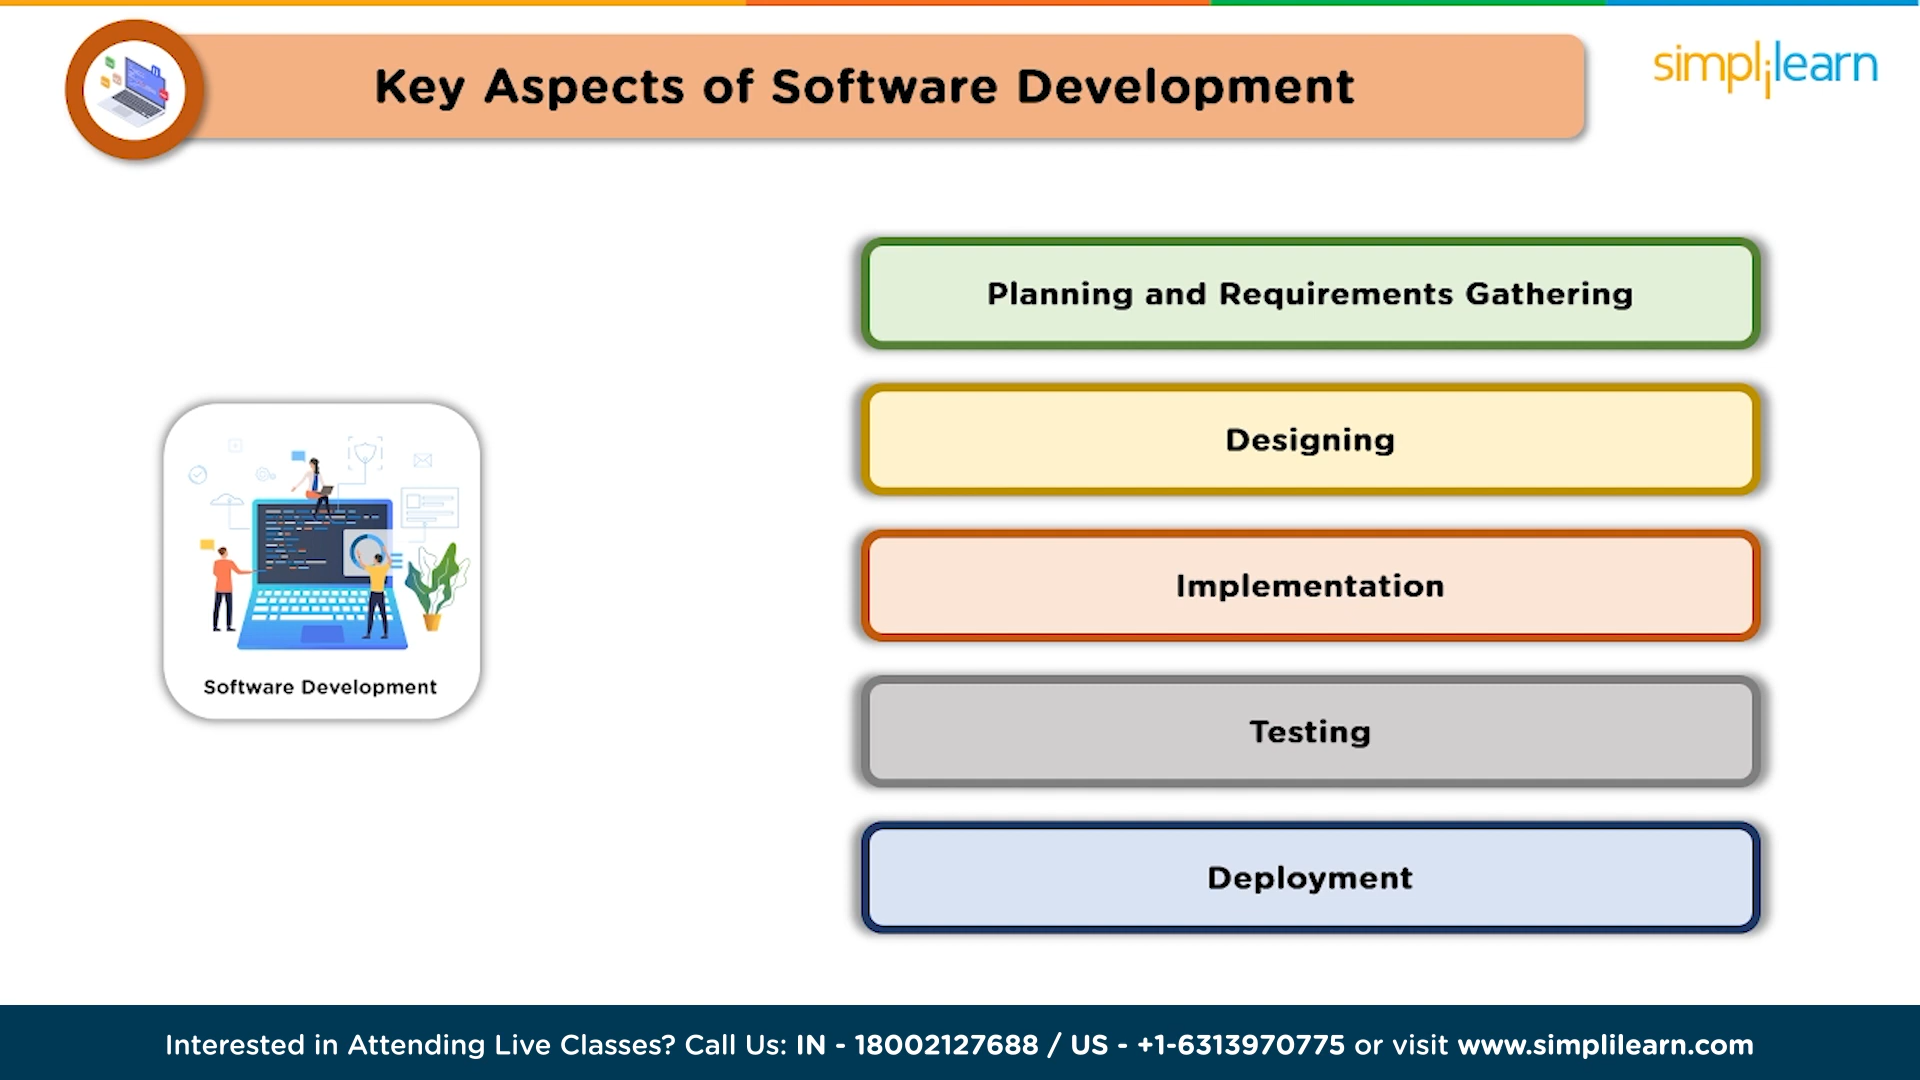 Key Aspects of Software Development
simplilearn
Planning and Requirements Gathering
Designing
Implementation
Testing
Deployment
Software Development
Interested in Attending Live Classes? Call Us: IN - 18002127688 / US - +1-6313970775 or visit www.simplilearn.com